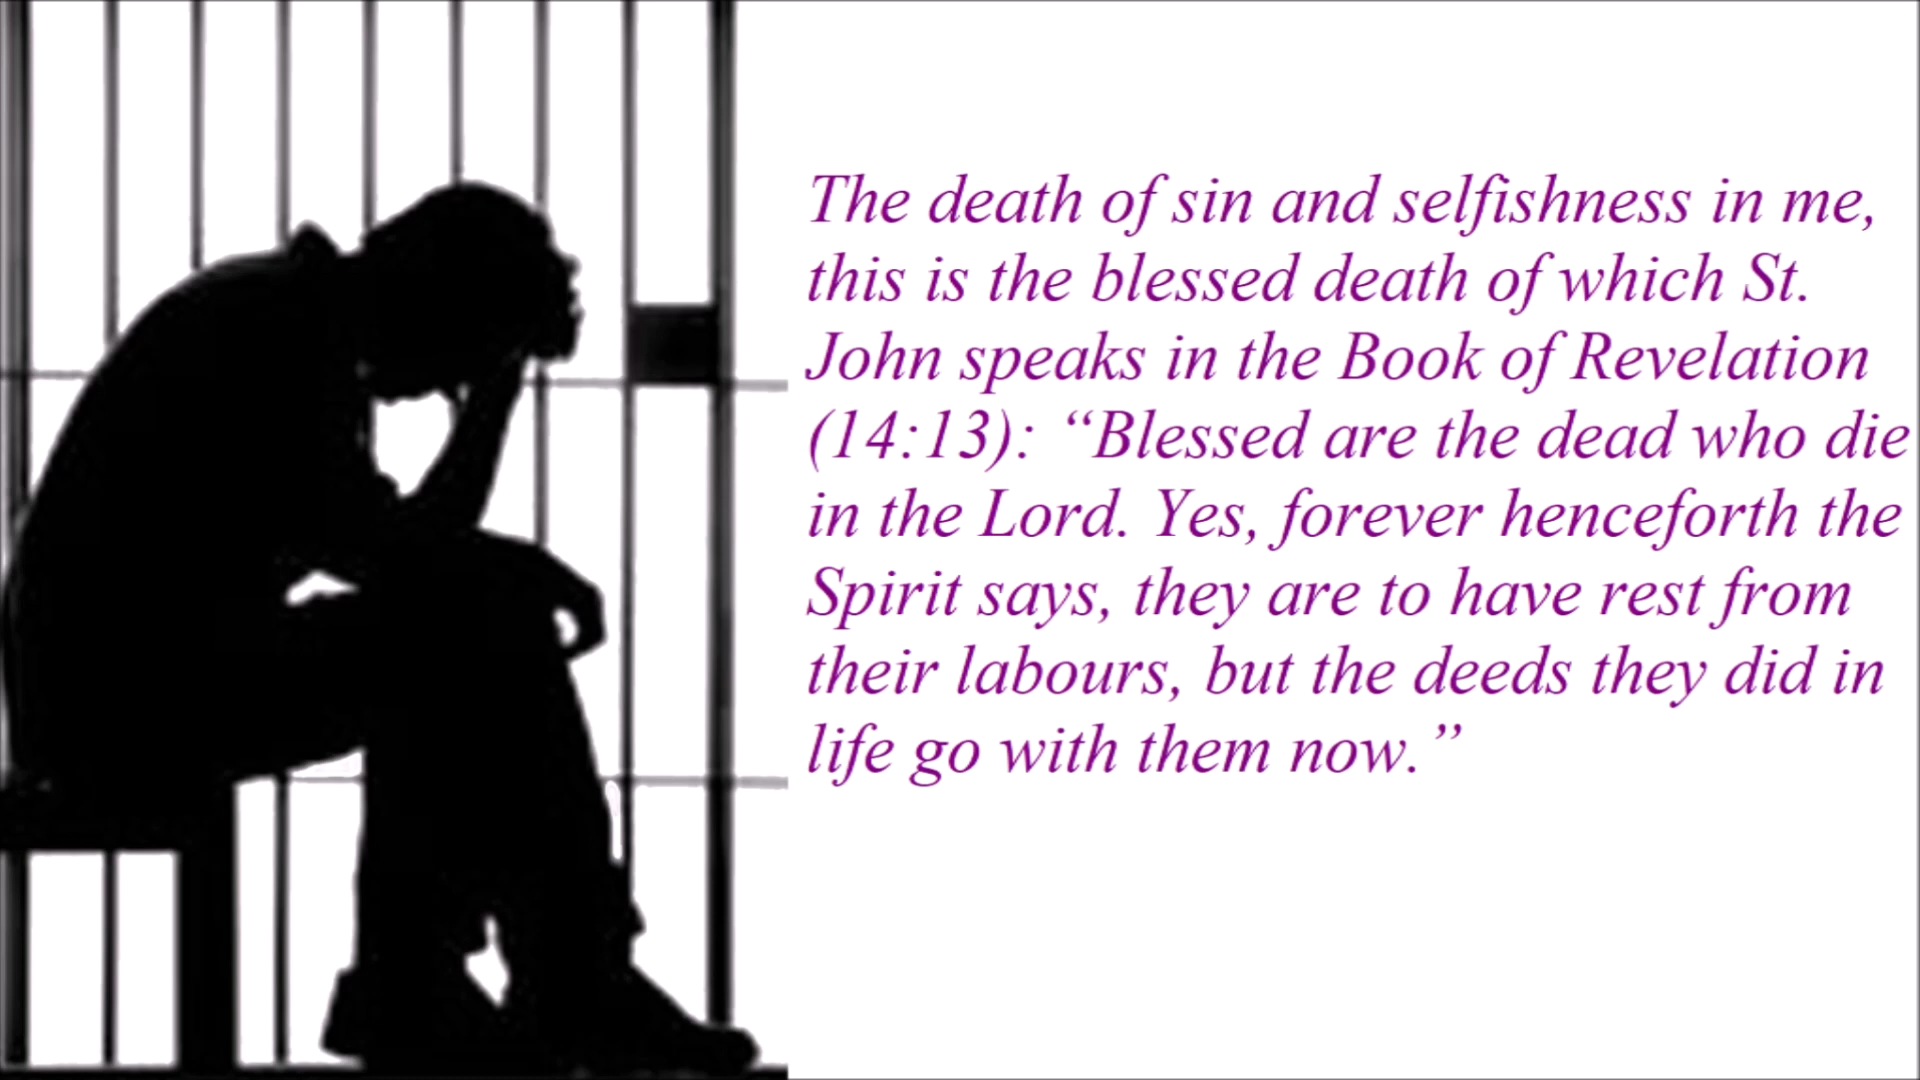 The death of sin and selfishness in me,
this is the blessed death of which St.
John speaks in the Book of Revelation
(14:13): “Blessed are the dead who die
in the Lord. Yes, forever henceforth the
Spirit says, they are to have rest from
their labours, but the deeds they did in
life go with them now.”